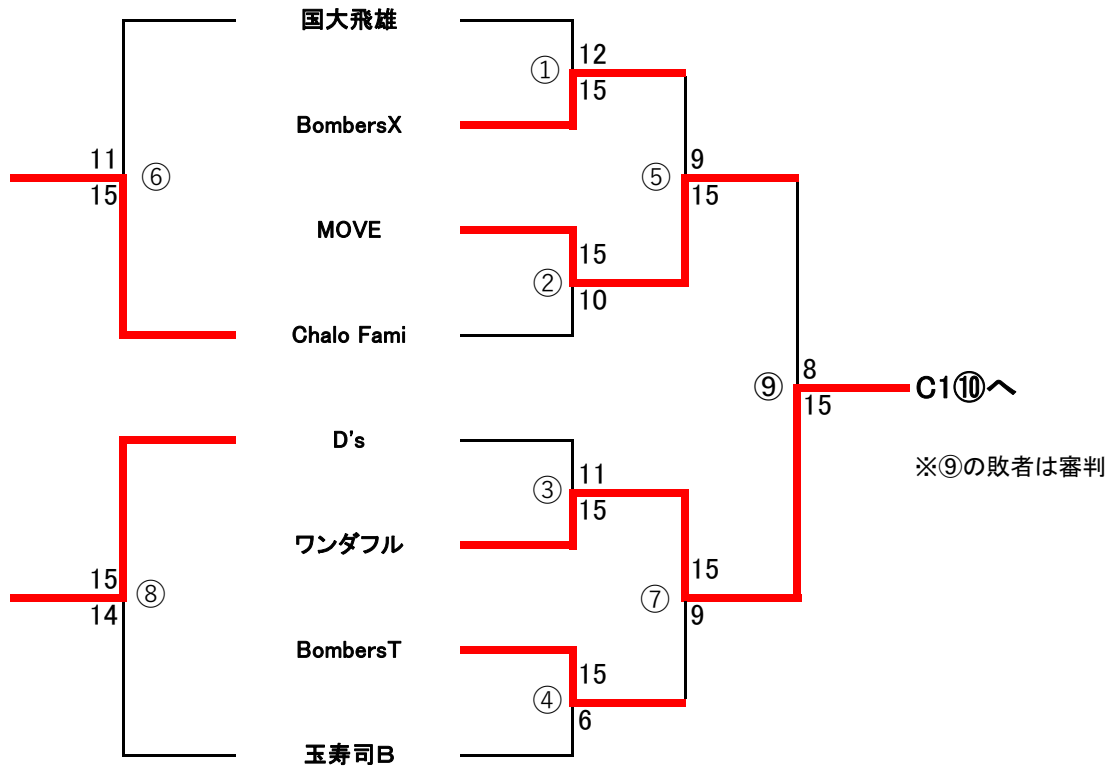 国大飛雄
12
①
15
BombersX
11
⑥
15
9
⑤
15
MOVE
15
②
10
Chalo Fami
8
⑨
15
C1⑩へ
D's
※⑨の敗者は審判
11
③
15
ワンダフル
15
⑧
14
15
⑦
9
BombersT
15
④
6
玉寿司B